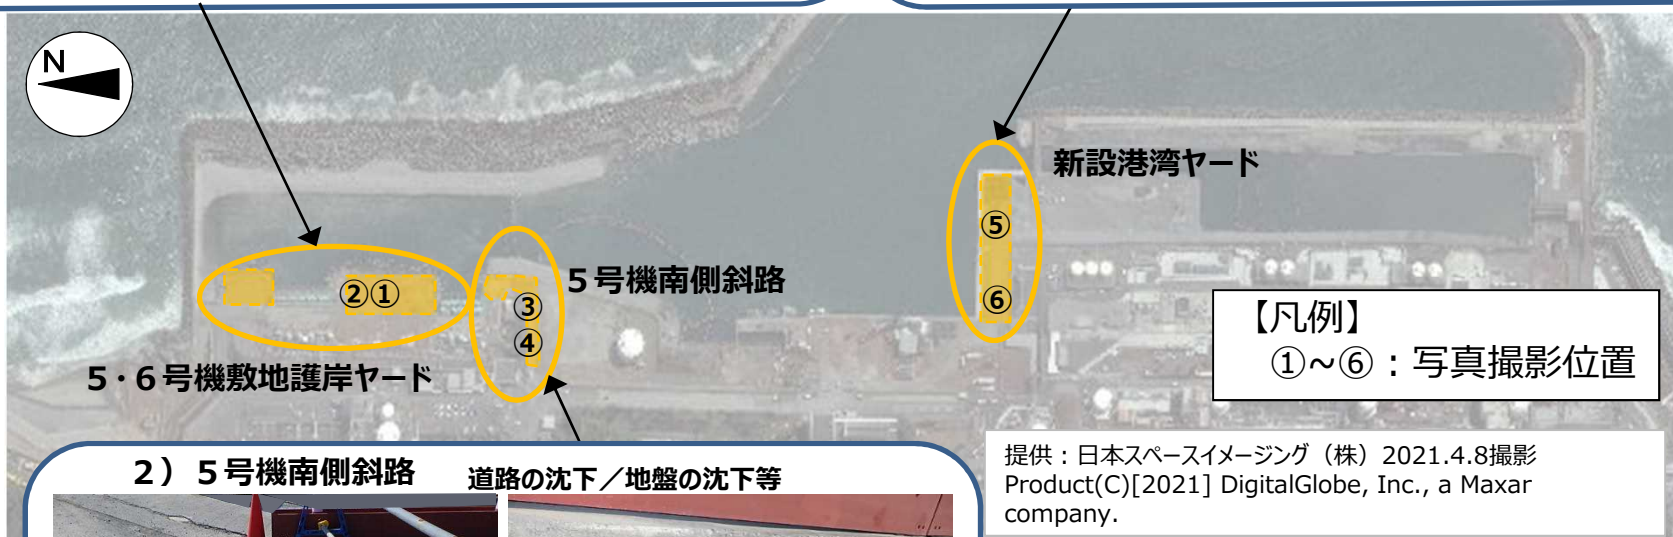 N
新設港湾ヤード
⑤
5号機南側斜路
②①
③
⑥
④
【凡例】
①~⑥：写真撮影位置
5・6号機敷地護岸ヤード
2）5号機南側斜路
道路の沈下／地盤の沈下等
提供：日本スペースイメージング（株）2021.4.8撮影
Product(C)[2021] DigitalGlobe, Inc., a Maxar
company.